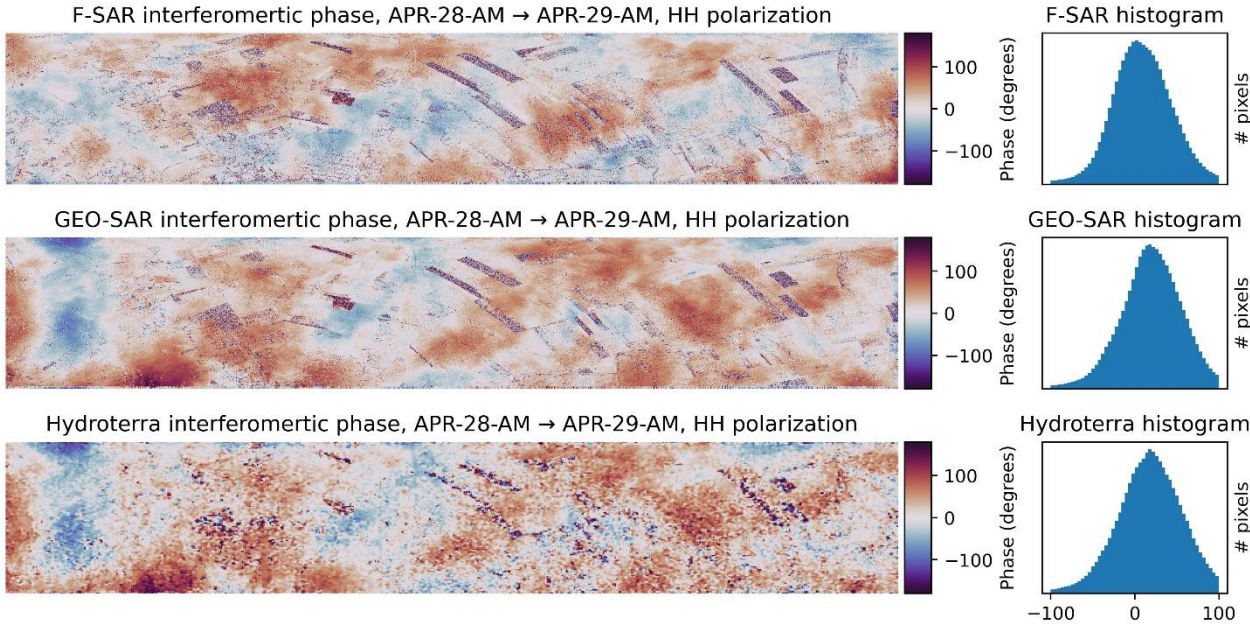 F-SAR interferomertic phase, APR-28-AM → APR-29-AM, HH polarization
F-SAR histogram
100
0
−100
Phase (degrees)
# pixels
GEO-SAR interferomertic phase, APR-28-AM → APR-29-AM, HH polarization
GEO-SAR histogram
100
0
−100
Phase (degrees)
# pixels
Hydroterra interferomertic phase, APR-28-AM → APR-29-AM, HH polarization
Hydroterra histogram
100
0
−100
Phase (degrees)
# pixels
−100
0
100